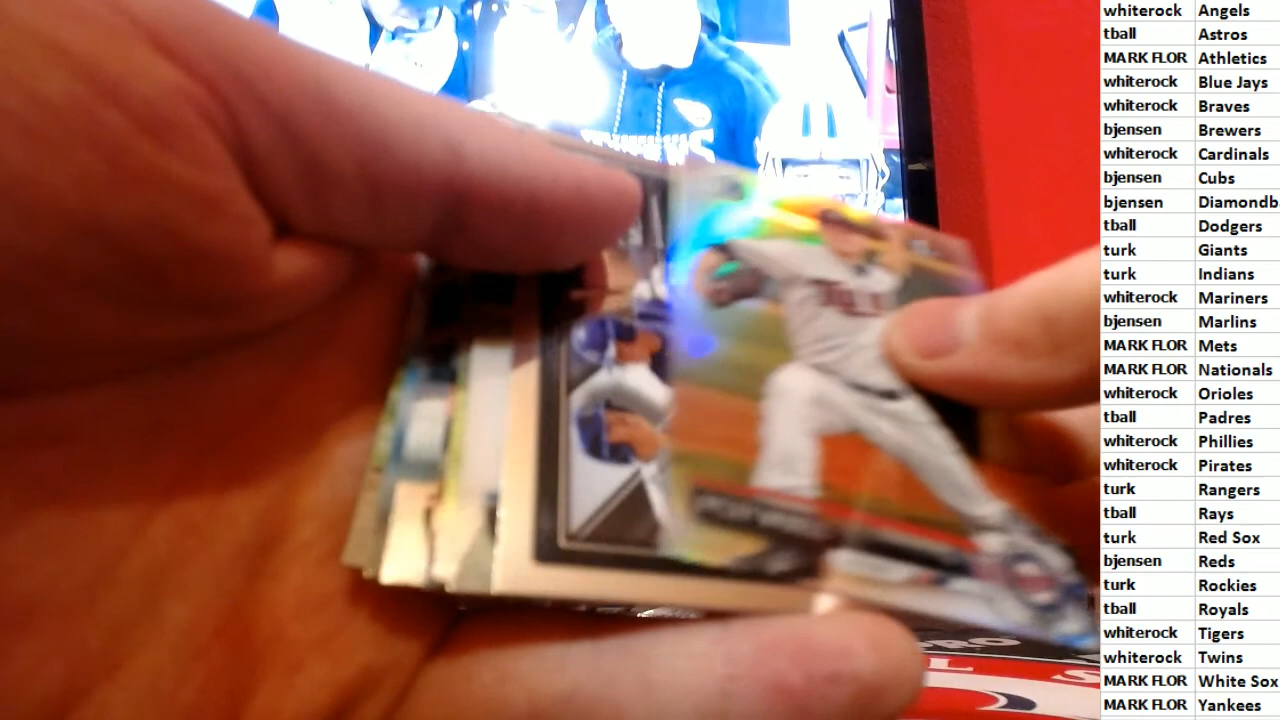 whiterock Angels
tball Astros
MARK FLOR Athletics
whiterock Blue Jays
whiterock Braves
bjensen Brewers
whiterock Cardinals
bjensen Cubs
bjensen Diamondb
tball Dodgers
turk Giants
turk Indians
whiterock Mariners
bjensen Marlins
MARK FLOR Mets
MARK FLOR Nationals
whiterock Orioles
tball Padres
whiterock Phillies
whiterock Pirates
turk Rangers
tball Rays
turk Red Sox
bjensen Reds
turk Rockies
tball Royals
whiterock Tigers
whiterock Twins
MARK FLOR White Sox
MARK FLOR Yankees